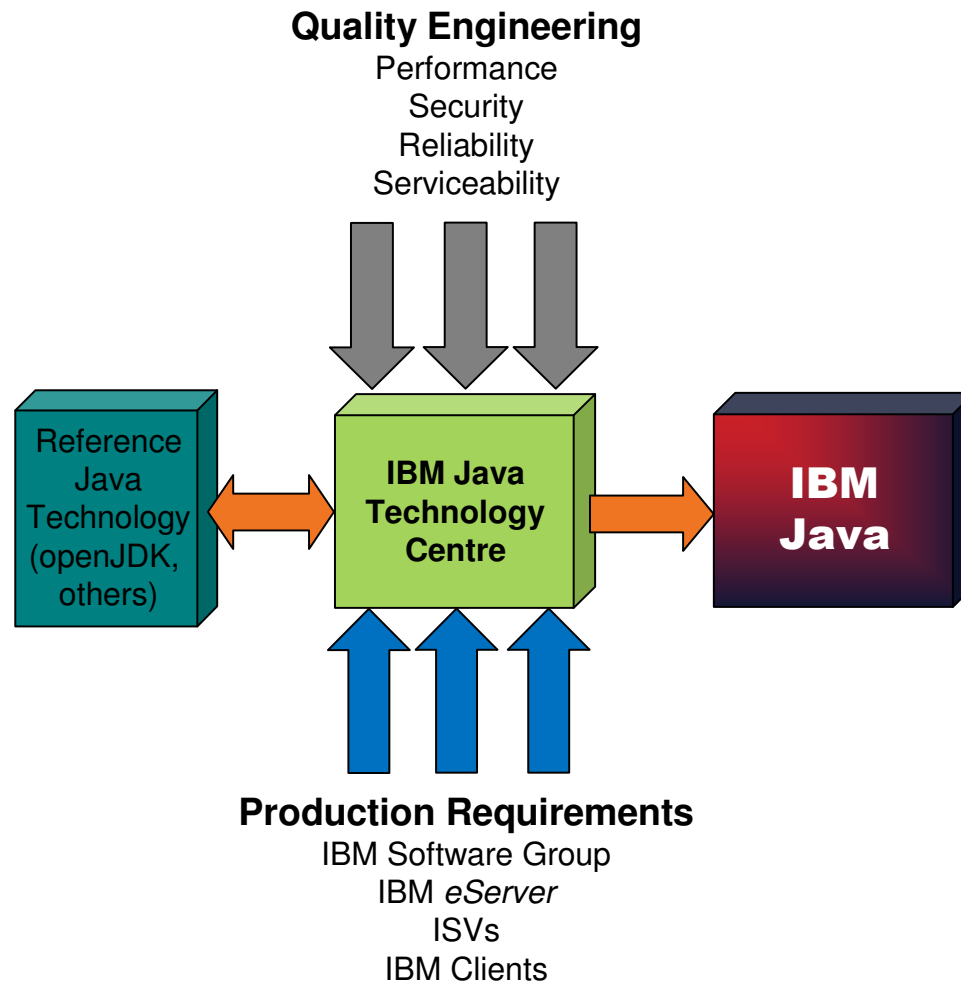 Quality Engineering
Performance
Security
Reliability
Serviceability
Reference
Java
Technology
(openJDK,
others)
IBM Java
Technology
Centre
IBM
Java
Production Requirements
IBM Software Group
IBM eServer
ISVs
IBM Clients